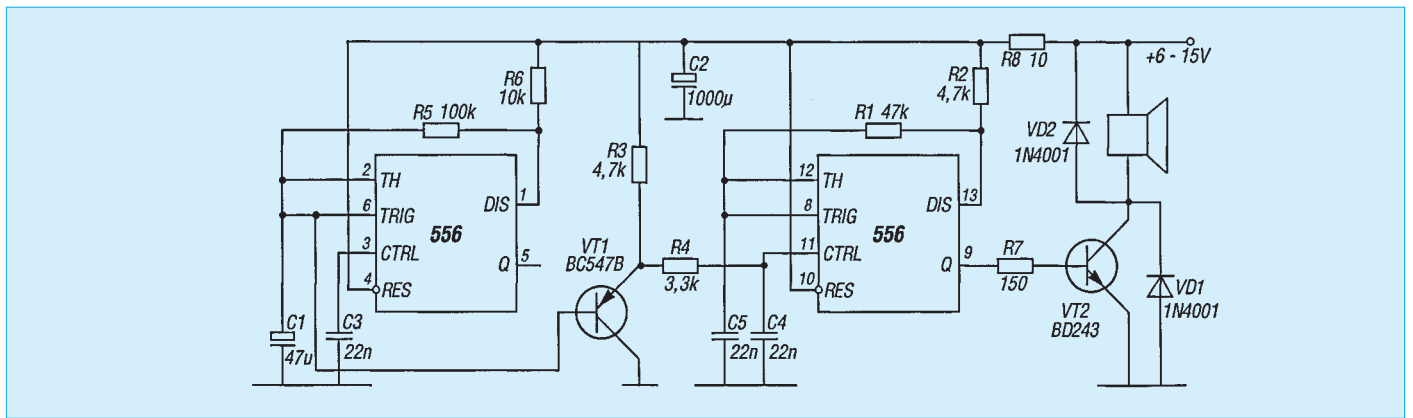 R6
10k
R5 100k
2
TH
6
TRIG
3
CTRL
4
RES
DIS
1
556
Q
5
C1
47u
C3
22n
R3
4,7k
C2
1000µ
VT1
BC547B
R4
3,3k
R1 47k
R2
4,7k
12
TH
8
TRIG
11
CTRL
10
RES
DIS
13
556
Q
9
C5
22n
C4
22n
R7
150
R8 10
+6 - 15V
VD2
1N4001
VT2
BD243
VD1
1N4001